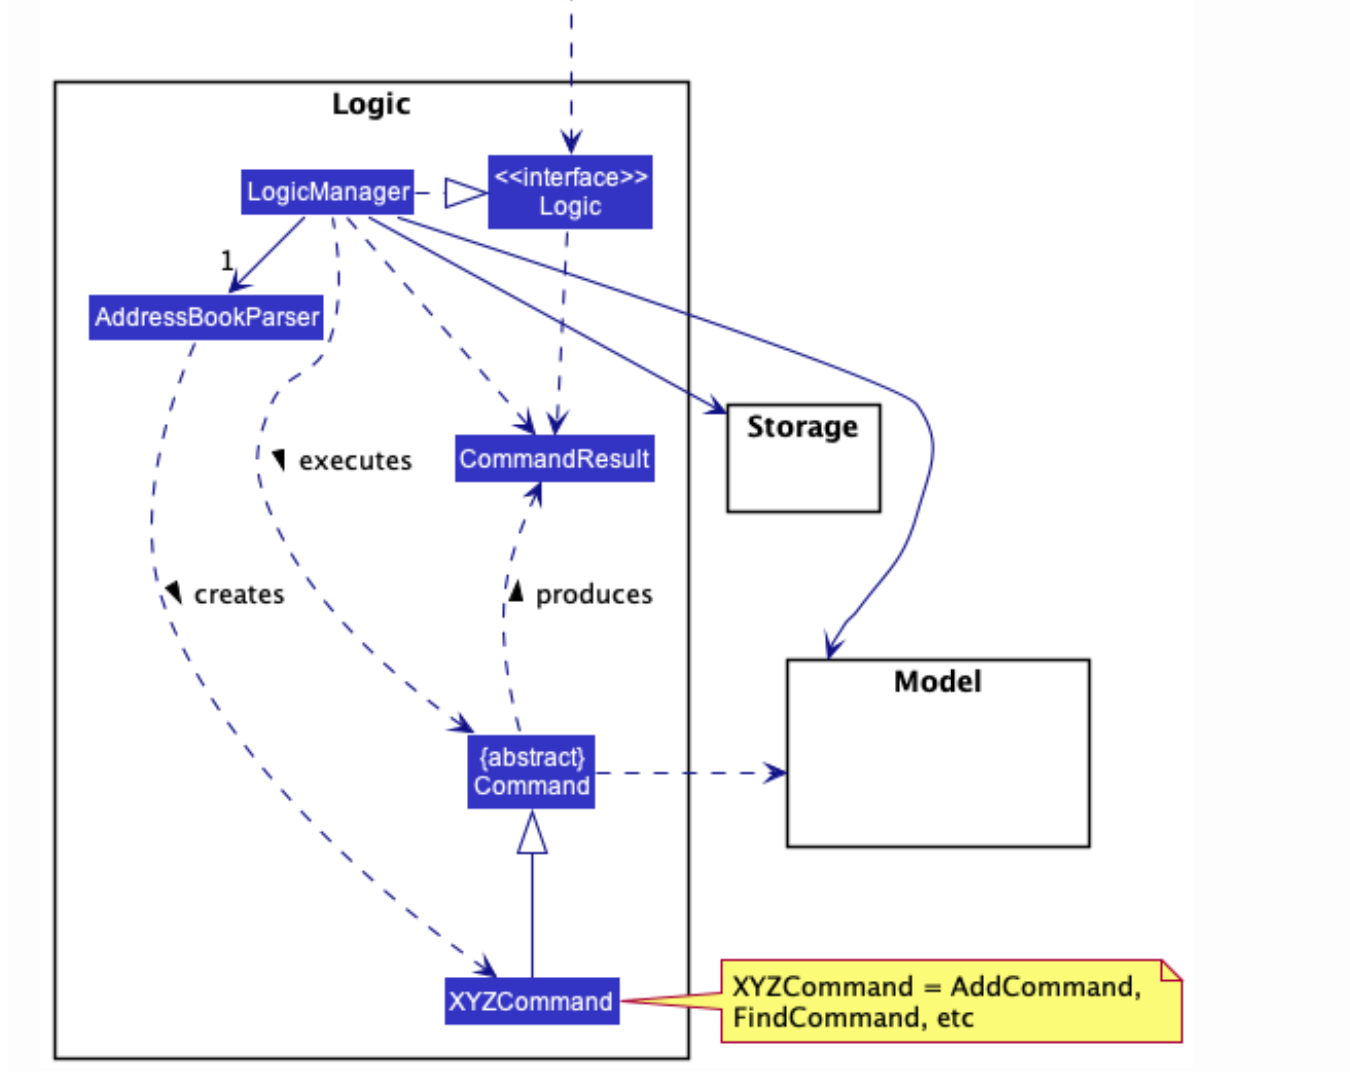 Logic
LogicManager
<<interface>>
Logic
1
AddressBookParser
Storage
CommandResult
executes
creates
produces
Model
{abstract}
Command
XYZCommand
XYZCommand = AddCommand,
FindCommand, etc